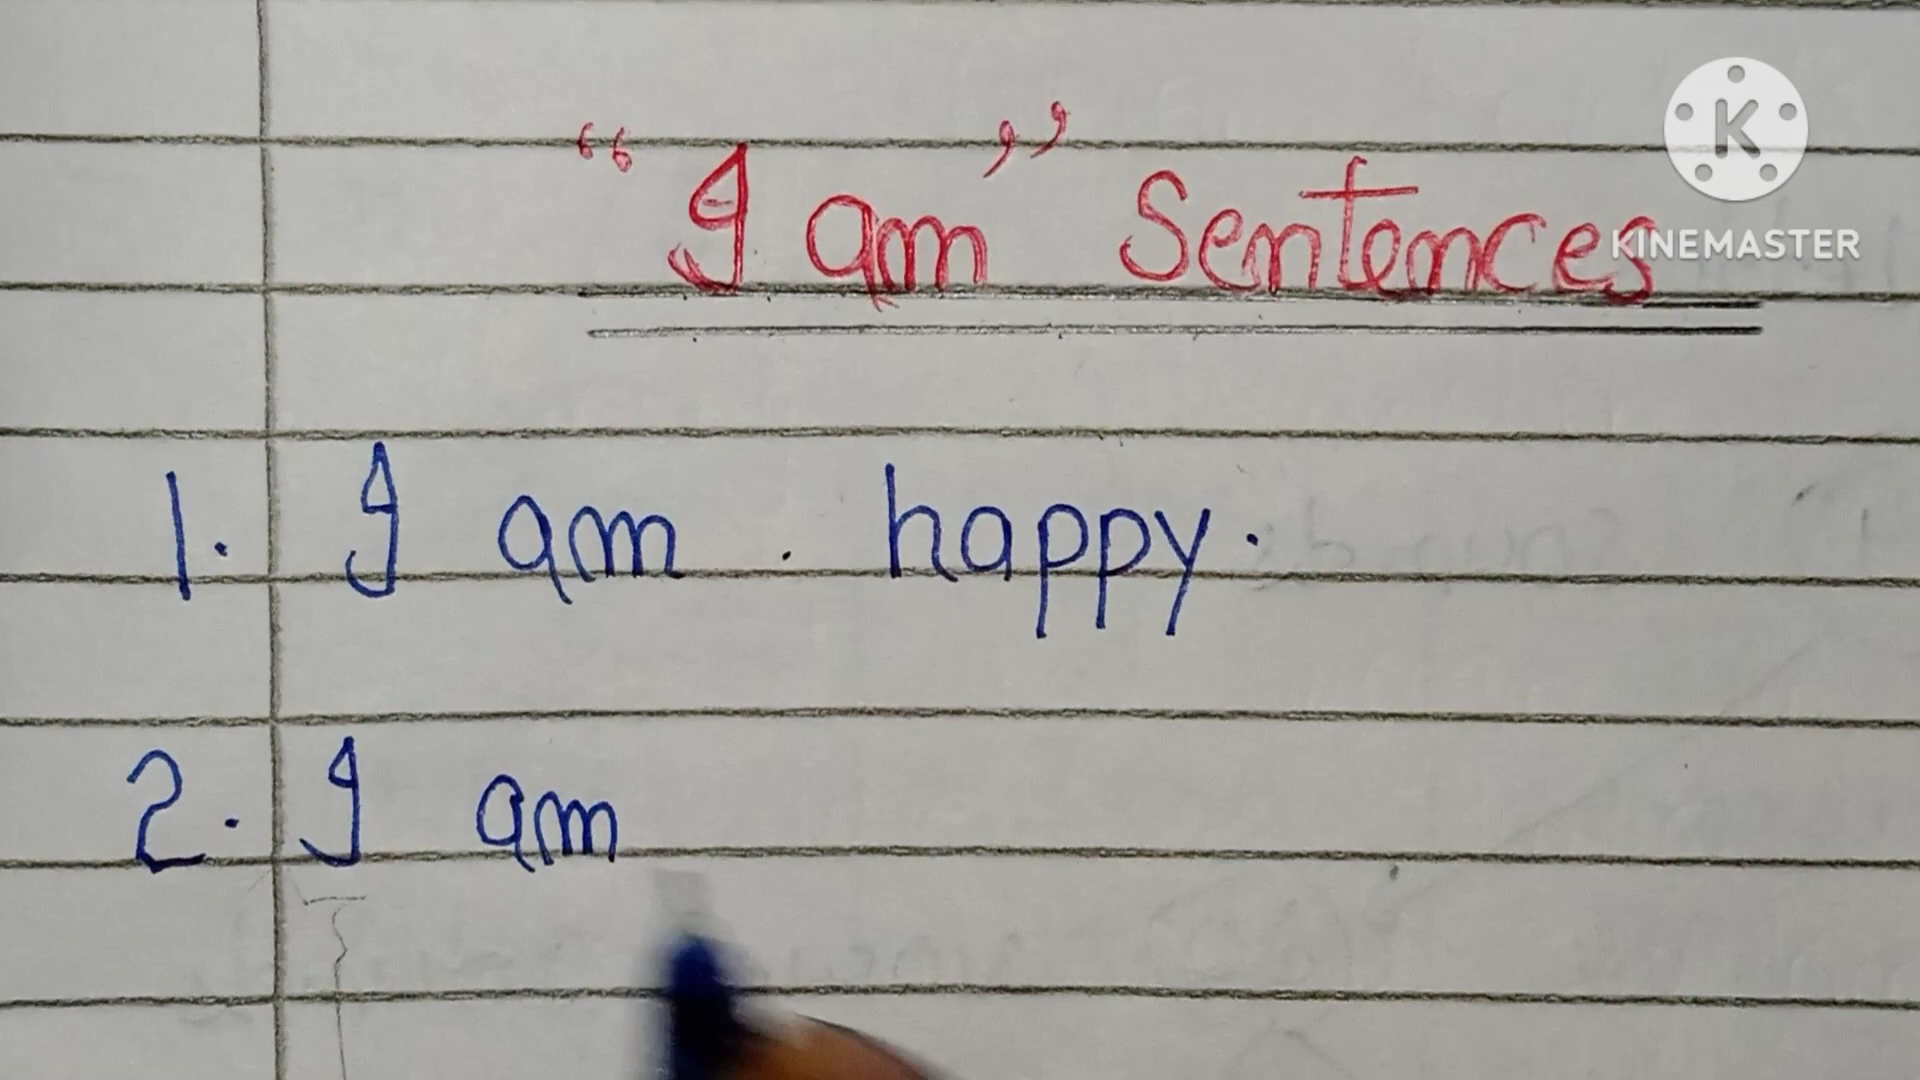 "I am" Sentences
KINEMASTER
1. I am . happy.
2. I am